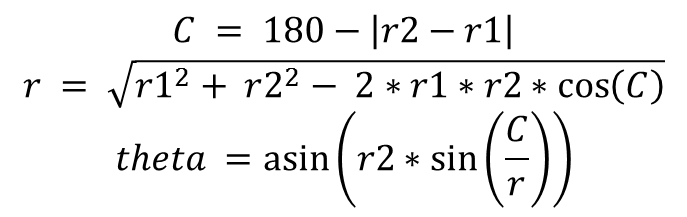 C = 180 − |r2 − r1|
r = √(r1² + r2² − 2 ∗ r1 ∗ r2 ∗ cos(C))
theta = asin(r2 ∗ sin(C/r))